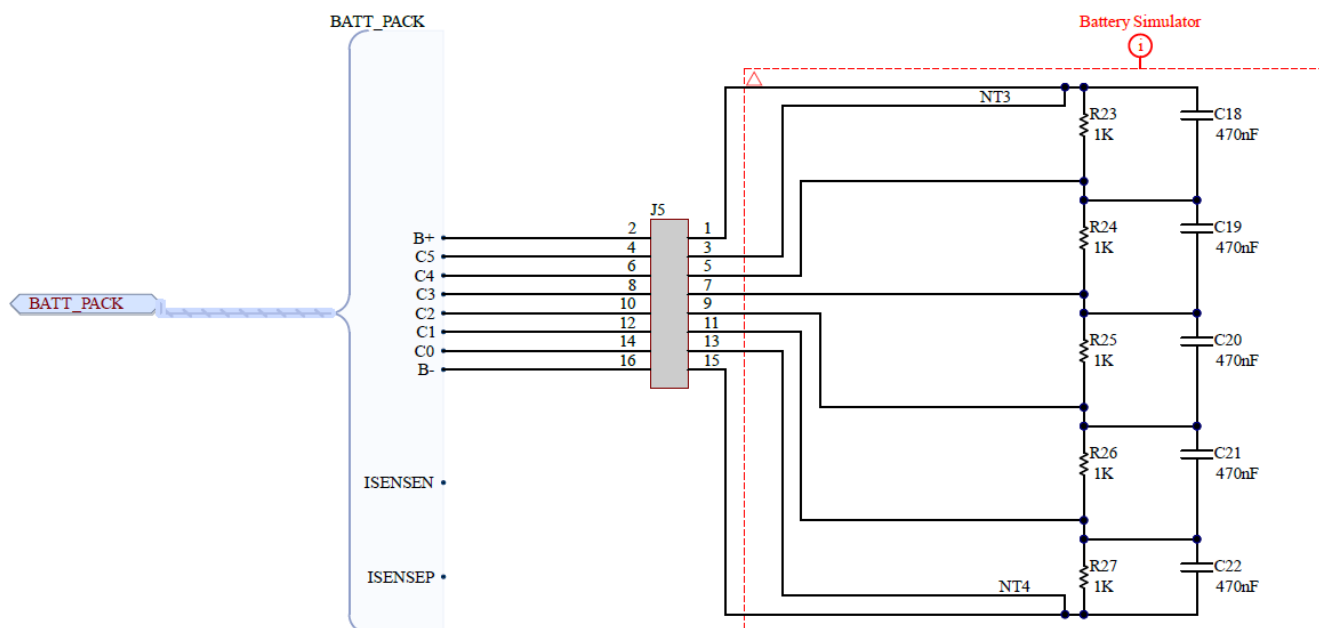 BATT_PACK
Battery Simulator
i
NT3
R23
1K
C18
470nF
J5
B+ 2 1
C5 4 3
C4 6 5
C3 8 7
C2 10 9
C1 12 11
C0 14 13
B- 16 15
R24
1K
C19
470nF
BATT_PACK
R25
1K
C20
470nF
R26
1K
C21
470nF
ISENSEN
ISENSEP
NT4
R27
1K
C22
470nF